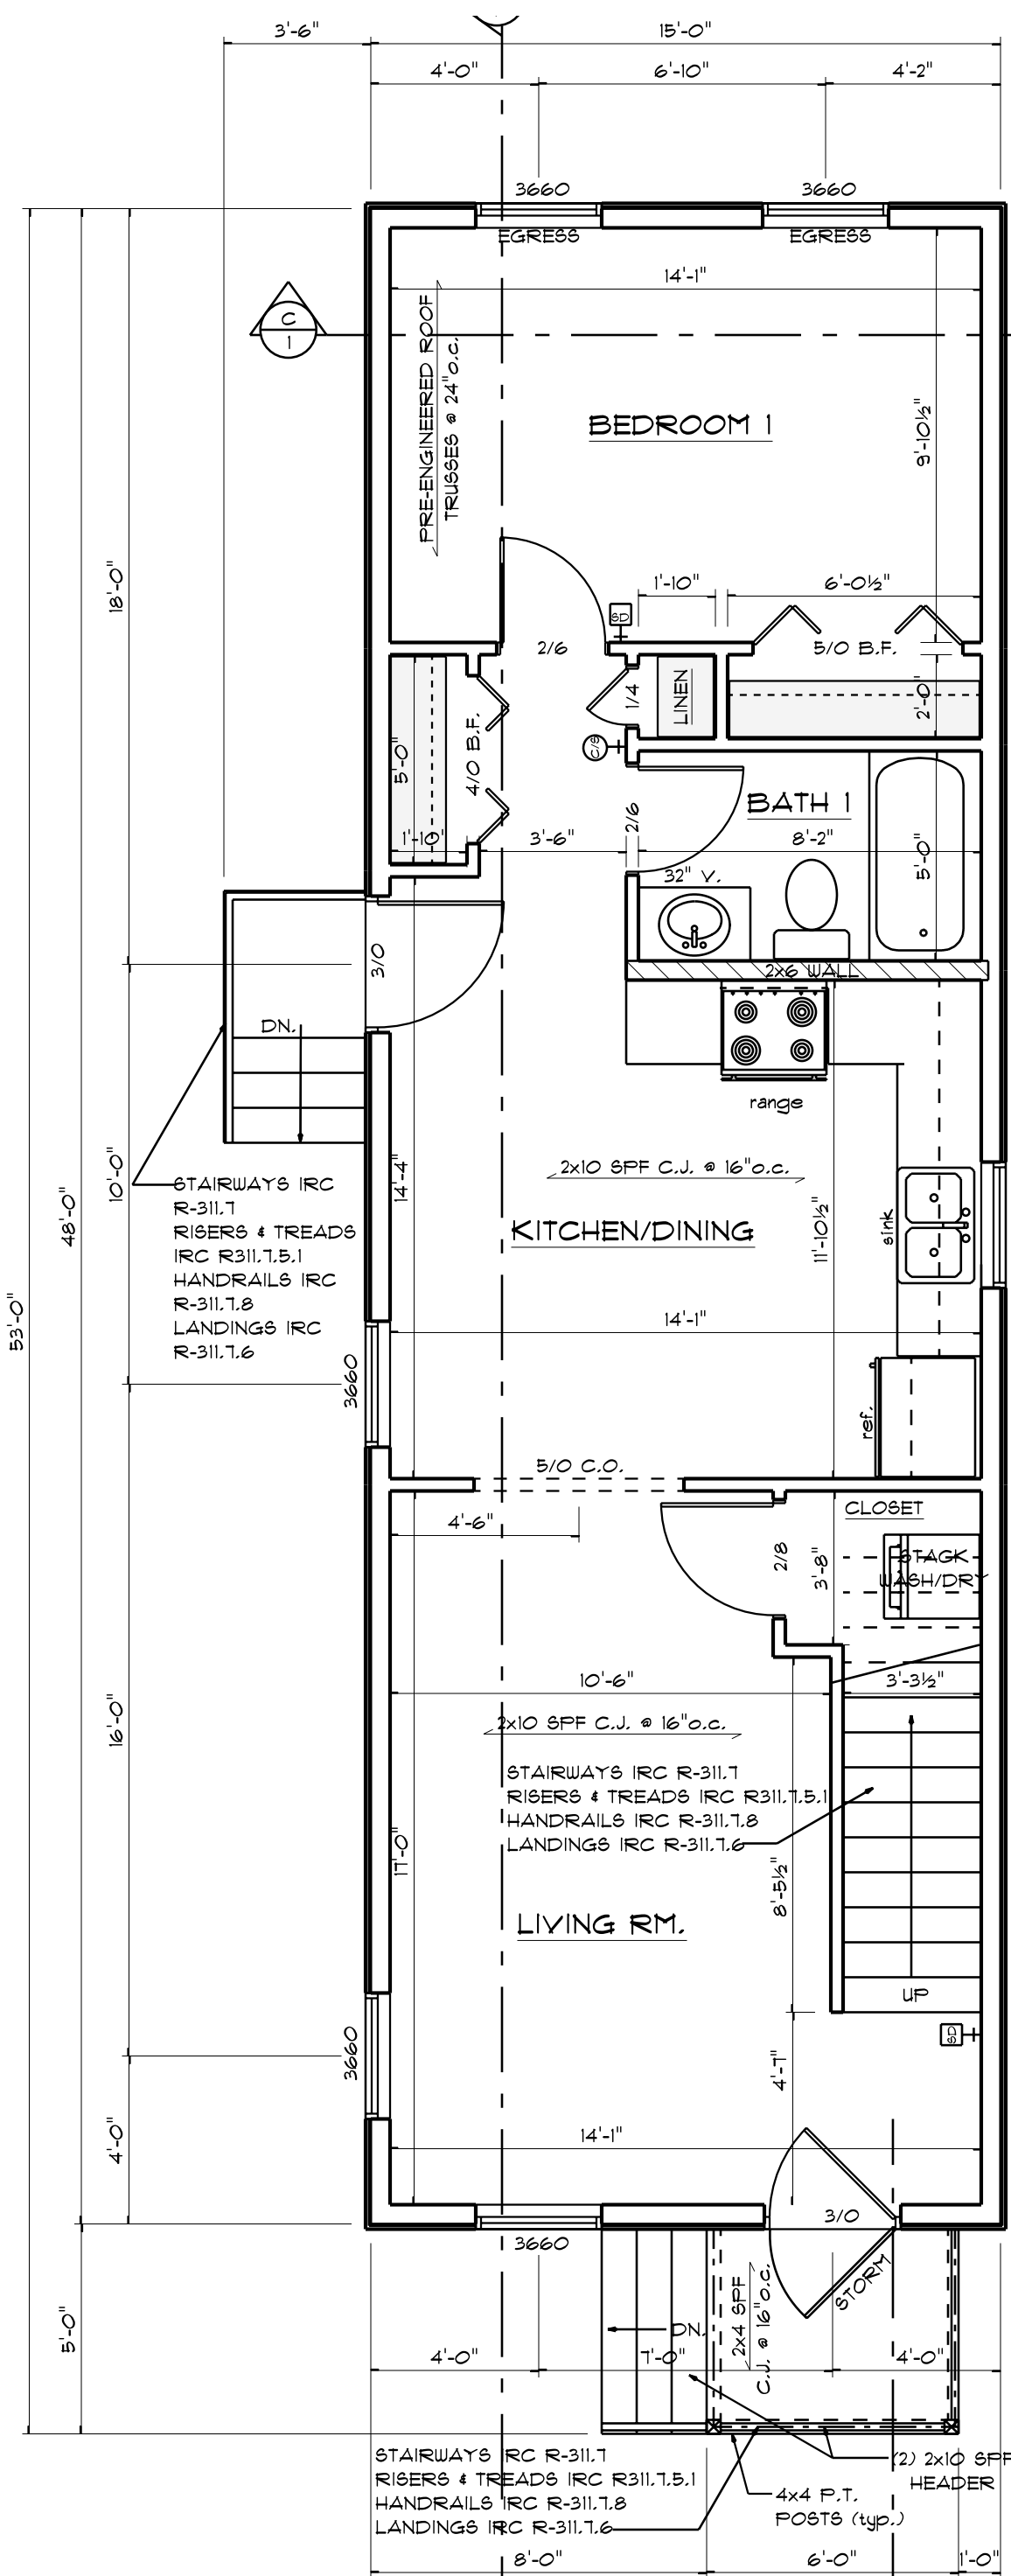 3'-6"
15'-0"
4'-0"
6'-10"
4'-2"
3660
3660
EGRESS
EGRESS
14'-1"
C
1
PRE-ENGINEERED ROOF
TRUSSES @ 24"o.c.
BEDROOM 1
9'-10½"
18'-0"
1'-10"
6'-0½"
SD
2/6
5/0 B.F.
1/4
LINEN
2'-0"
4/0 B.F.
5'-0"
C/S
BATH 1
2/6
1'-10"
3'-6"
8'-2"
5'-0"
32" V.
3/0
2x6 WALL
DN.
range
STAIRWAYS IRC
R-311.7
RISERS & TREADS
IRC R311.7.5.1
HANDRAILS IRC
R-311.7.8
LANDINGS IRC
R-311.7.6
10'-0"
48'-0"
53'-0"
14'-4"
2x10 SPF C.J. @ 16"o.c.
KITCHEN/DINING
11'-10½"
sink
14'-1"
3660
ref.
5/0 C.O.
4'-6"
CLOSET
2/8
3'-8"
STACK
WASH/DRY
10'-6"
3'-3½"
16'-0"
2x10 SPF C.J. @ 16"o.c.
STAIRWAYS IRC R-311.7
RISERS & TREADS IRC R311.7.5.1
HANDRAILS IRC R-311.7.8
LANDINGS IRC R-311.7.6
17'-0"
8'-5½"
LIVING RM.
UP
SD
3660
4'-7"
4'-0"
14'-1"
3/0
3660
STORM
5'-0"
2x4 SPF
C.J. @ 16"o.c.
DN.
4'-0"
7'-0"
4'-0"
STAIRWAYS IRC R-311.7
RISERS & TREADS IRC R311.7.5.1
HANDRAILS IRC R-311.7.8
LANDINGS IRC R-311.7.6
(2) 2x10 SPF
HEADER
4x4 P.T.
POSTS (typ.)
8'-0"
6'-0"
1'-0"